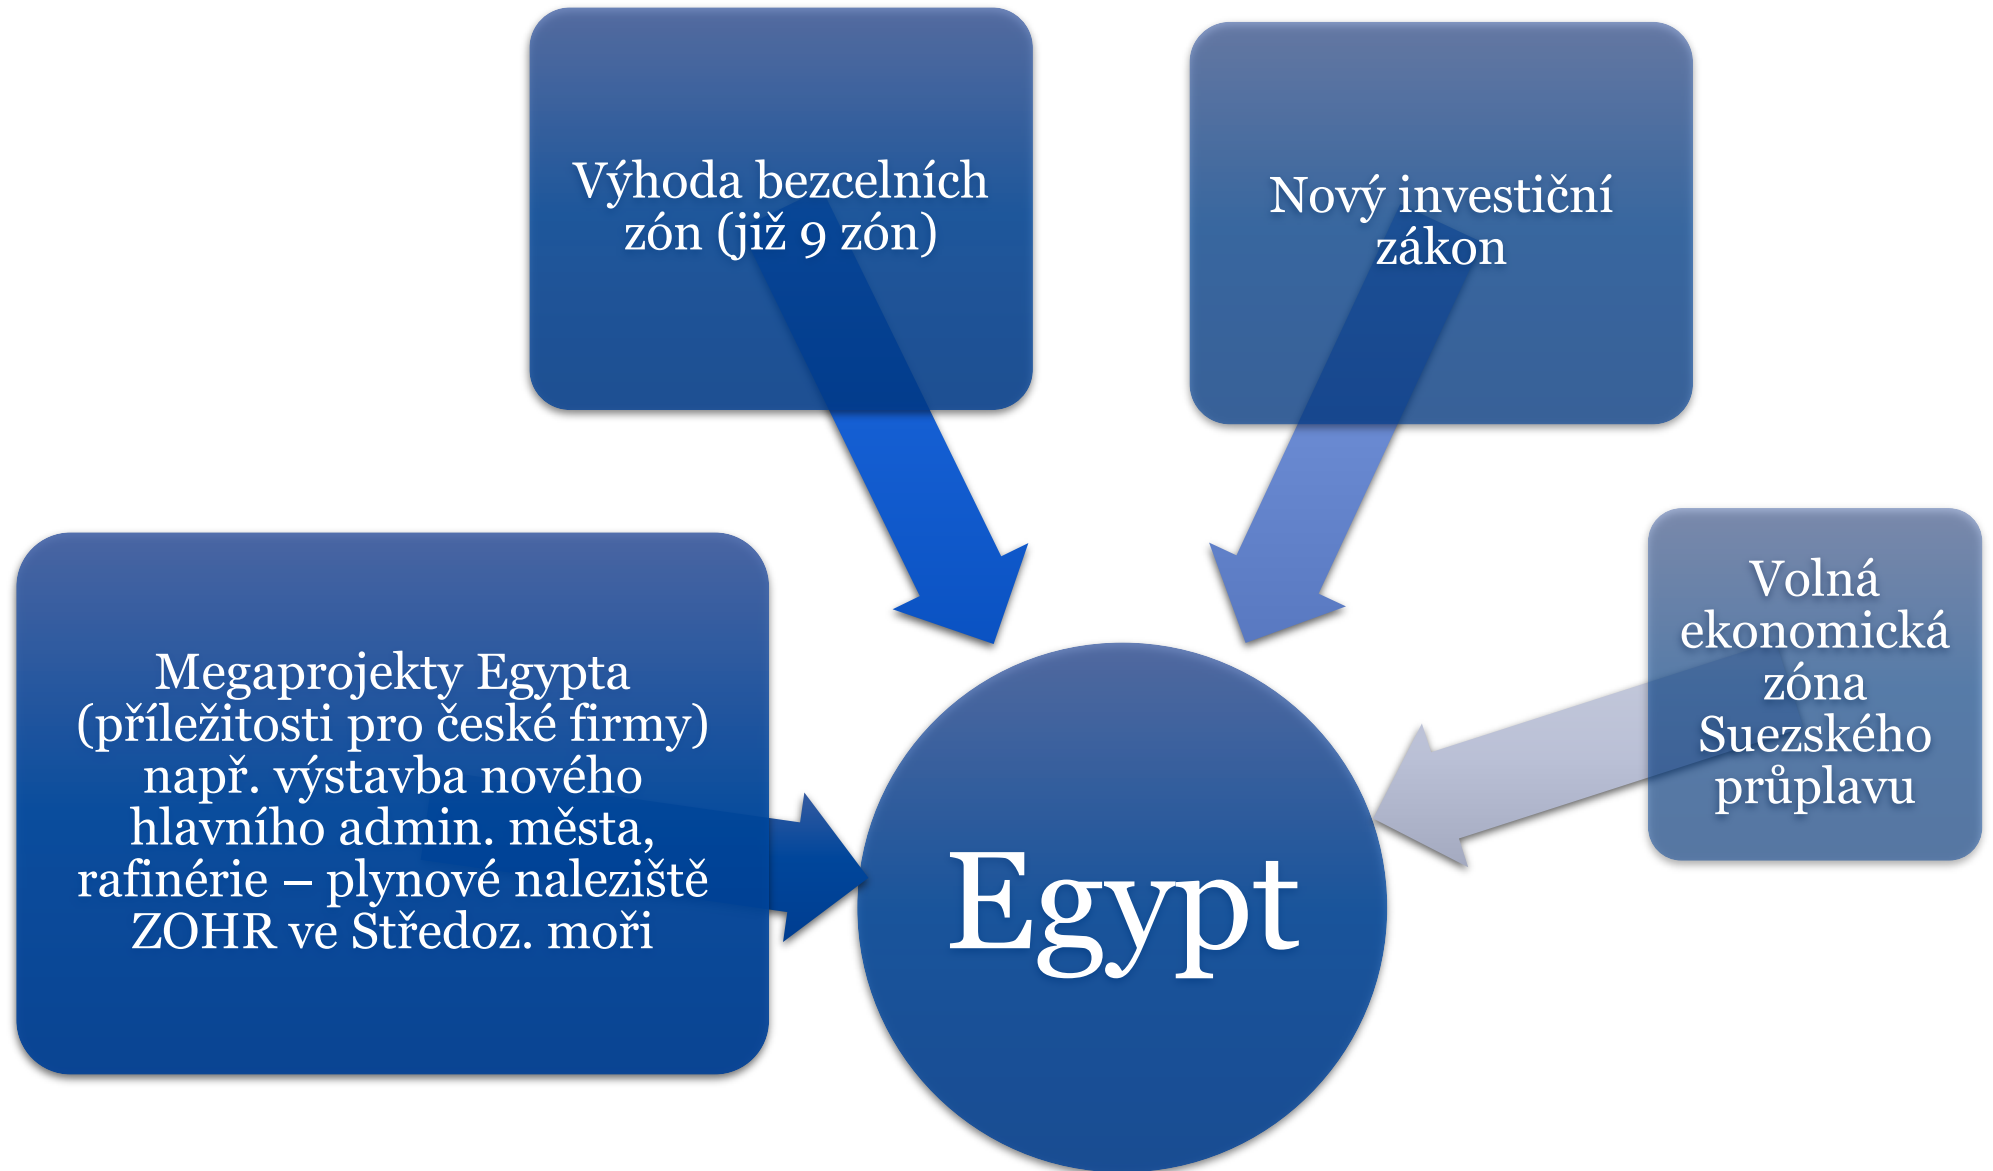 Výhoda bezcelních
zón (již 9 zón)
Nový investiční
zákon
Megaprojekty Egypta
(příležitosti pro české firmy)
např. výstavba nového
hlavního admin. města,
rafinérie – plynové naleziště
ZOHR ve Středoz. moři
Volná
ekonomická
zóna
Suezského
průplavu
Egypt